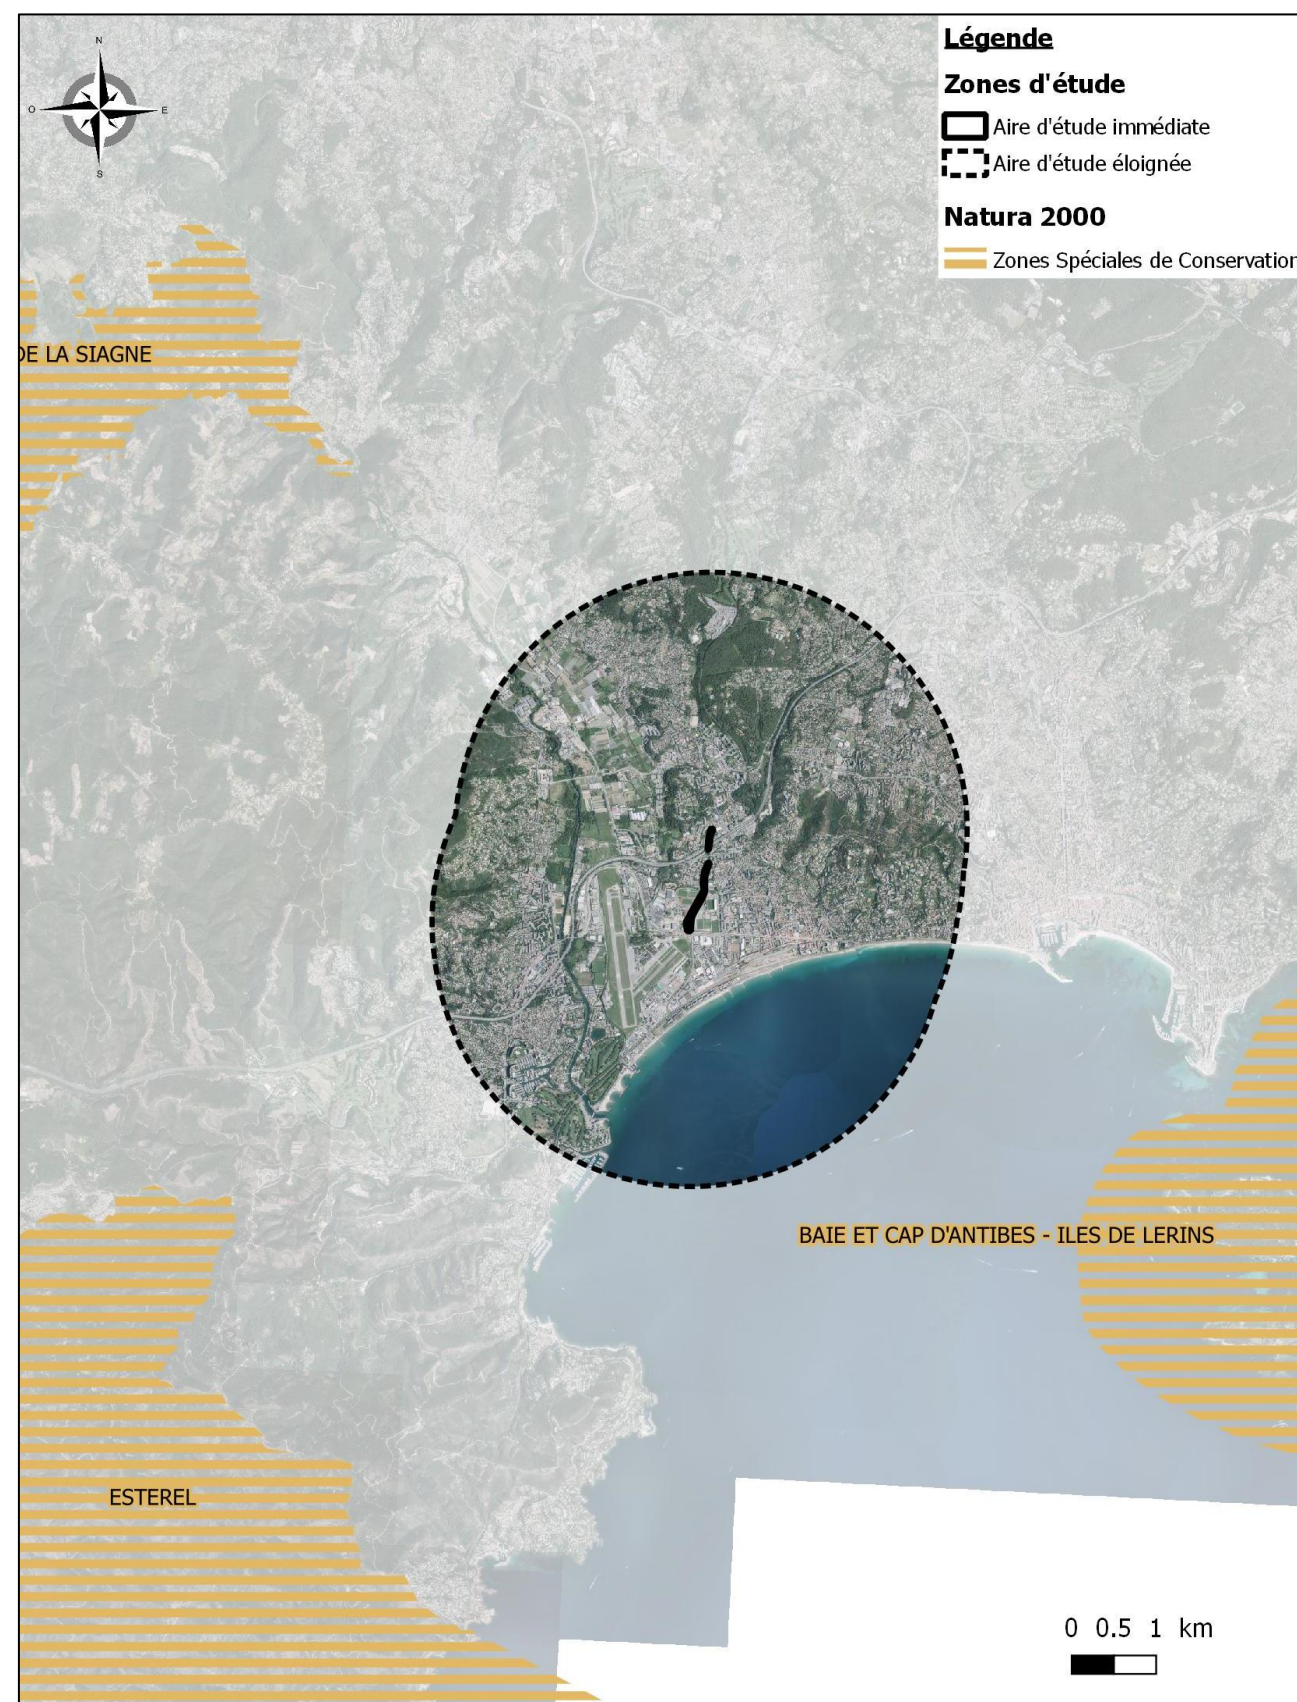 Légende
Zones d'étude
Aire d'étude immédiate
Aire d'étude éloignée
Natura 2000
Zones Spéciales de Conservation
N
O
E
S
DE LA SIAGNE
BAIE ET CAP D'ANTIBES - ILES DE LERINS
ESTEREL
0 0.5 1 km